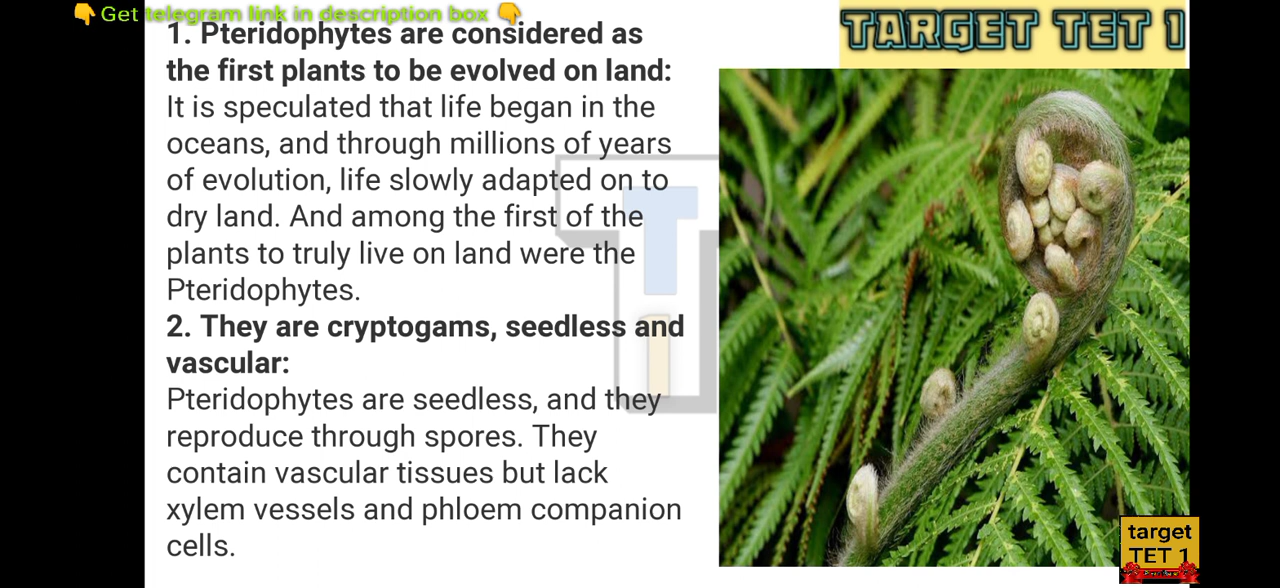 👇 Get telegram link in description box 👇
TARGET TET 1
1. Pteridophytes are considered as
the first plants to be evolved on land:
It is speculated that life began in the
oceans, and through millions of years
of evolution, life slowly adapted on to
dry land. And among the first of the
plants to truly live on land were the
Pteridophytes.
2. They are cryptogams, seedless and
vascular:
Pteridophytes are seedless, and they
reproduce through spores. They
contain vascular tissues but lack
xylem vessels and phloem companion
cells.
T
1
target
TET 1